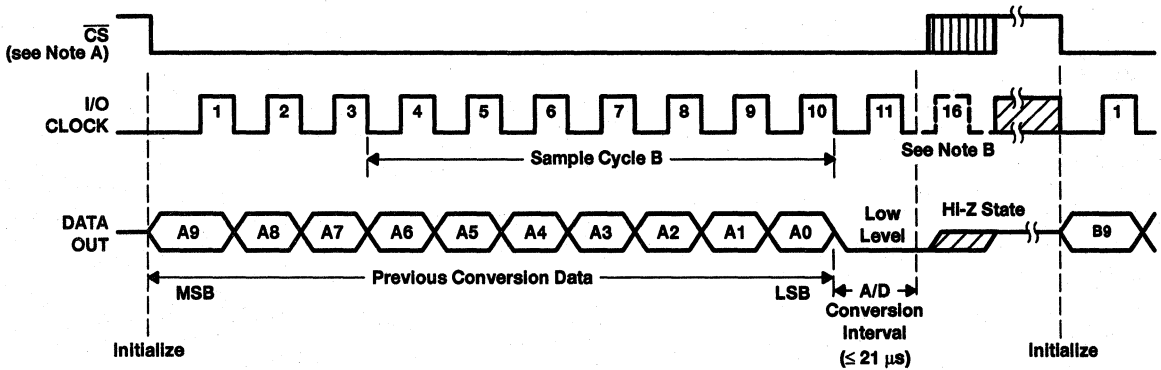 CS
(see Note A)
I/O
CLOCK
1 2 3 4 5 6 7 8 9 10 11 16 1
Sample Cycle B
See Note B
DATA
OUT
A9 A8 A7 A6 A5 A4 A3 A2 A1 A0
Low
Level
Hi-Z State
B9
Previous Conversion Data
MSB
LSB
A/D
Conversion
Interval
(≤ 21 μs)
Initialize
Initialize